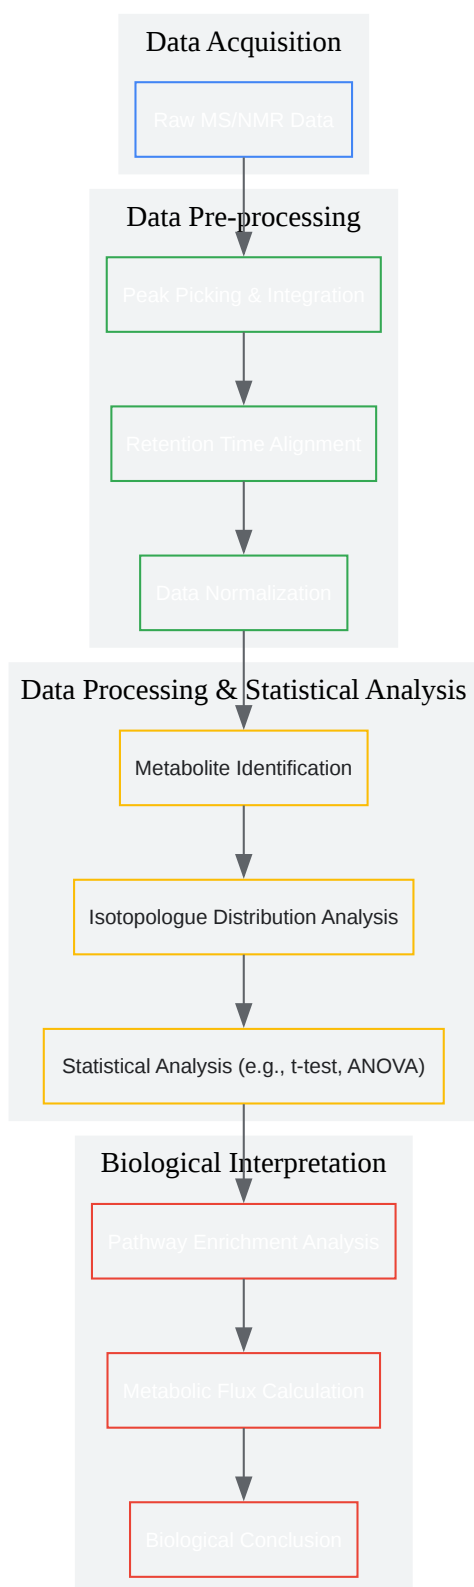 Data Acquisition
Raw MS/NMR Data
Data Pre-processing
Peak Picking & Integration
Retention Time Alignment
Data Normalization
Data Processing & Statistical Analysis
Metabolite Identification
Isotopologue Distribution Analysis
Statistical Analysis (e.g., t-test, ANOVA)
Biological Interpretation
Pathway Enrichment Analysis
Metabolic Flux Calculation
Biological Conclusion